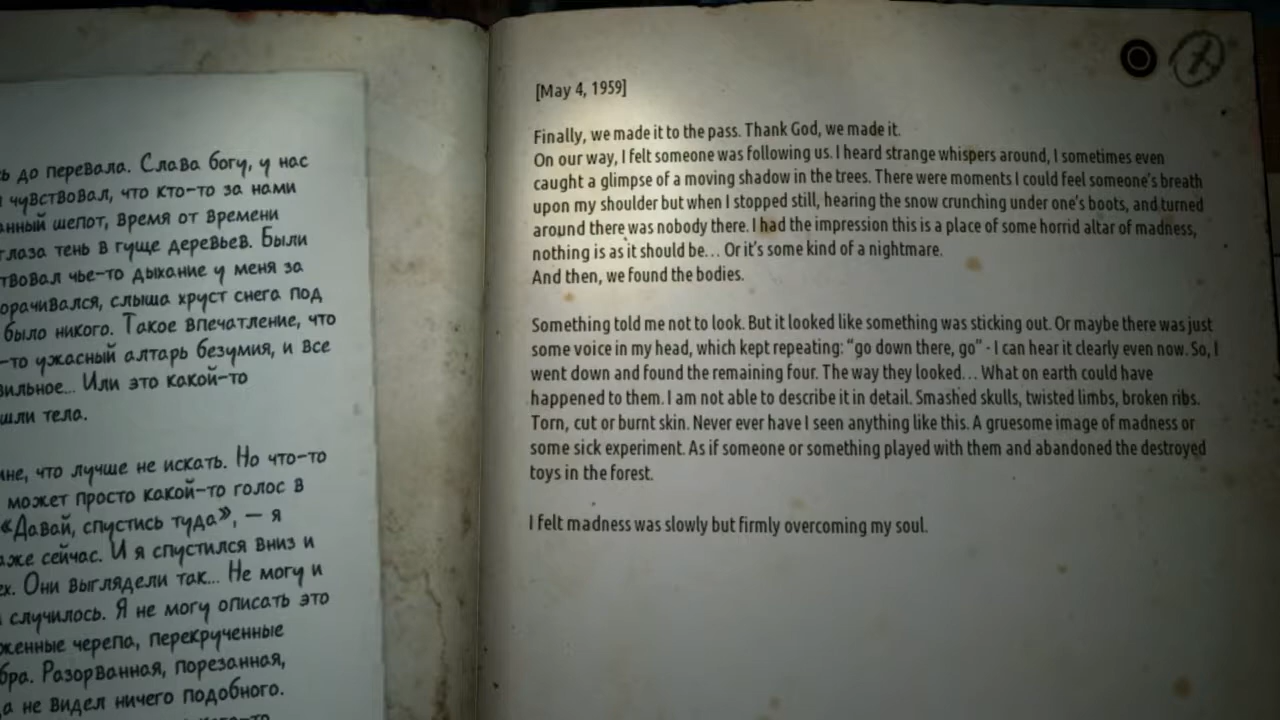 до перевала. Слава богу, у нас
чувствовал, что кто-то за нами
шепот, время от времени
глаза тень в гуще деревьев. Были
чье-то дыхание у меня за
слыша хруст снега под
было никого. Такое впечатление, что
-то ужасный алтарь безумия, и все
Или это какой-то
тела.
что лучше не искать. Но что-то
может просто какой-то голос в
«Давай, спустись туда», – я
сейчас. И я спустился вниз и
Они выглядели так... Не могу и
случилось. Я не могу описать это
черепа, перекрученные
Разорванная, порезанная,
не видел ничего подобного.
[May 4, 1959]
Finally, we made it to the pass. Thank God, we made it.
On our way, I felt someone was following us. I heard strange whispers around, I sometimes even
caught a glimpse of a moving shadow in the trees. There were moments I could feel someone's breath
upon my shoulder but when I stopped still, hearing the snow crunching under one's boots, and turned
around there was nobody there. I had the impression this is a place of some horrid altar of madness,
nothing is as it should be... Or it's some kind of a nightmare.
And then, we found the bodies.
Something told me not to look. But it looked like something was sticking out. Or maybe there was just
some voice in my head, which kept repeating: "go down there, go" - I can hear it clearly even now. So, I
went down and found the remaining four. The way they looked... What on earth could have
happened to them. I am not able to describe it in detail. Smashed skulls, twisted limbs, broken ribs.
Torn, cut or burnt skin. Never ever have I seen anything like this. A gruesome image of madness or
some sick experiment. As if someone or something played with them and abandoned the destroyed
toys in the forest.
I felt madness was slowly but firmly overcoming my soul.